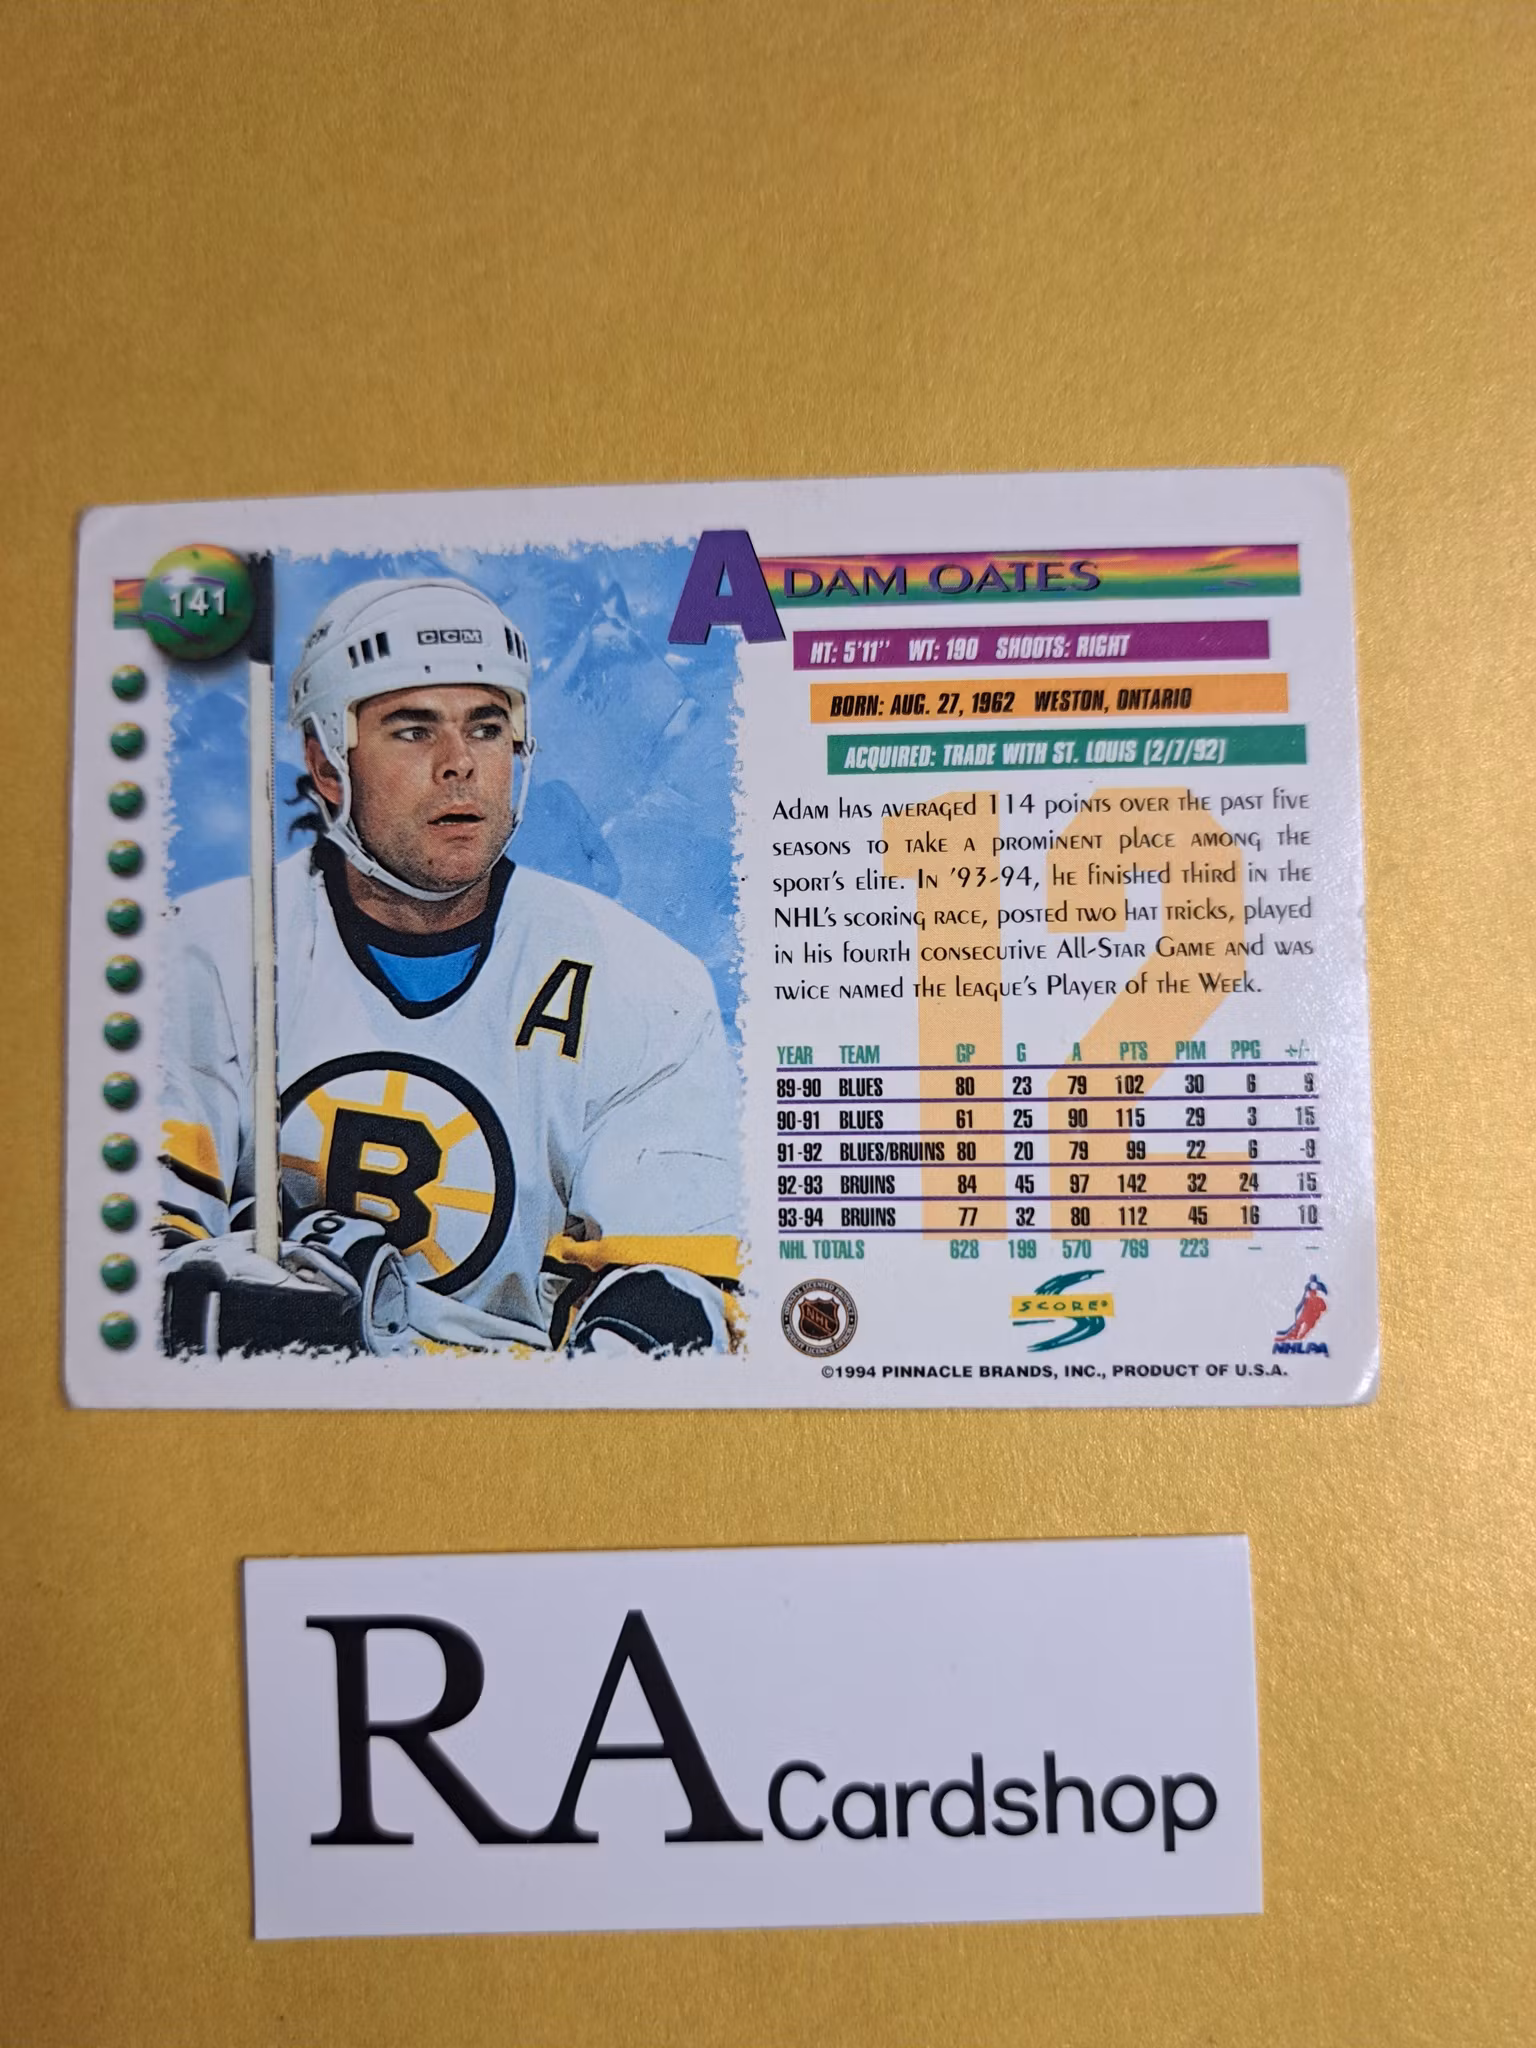 141
ADAM OATES
HT: 5'11" WT: 190 SHOOTS: RIGHT
BORN: AUG. 27, 1962 WESTON, ONTARIO
ACQUIRED: TRADE WITH ST. LOUIS (2/7/92)
ADAM HAS AVERAGED 114 POINTS OVER THE PAST FIVE
SEASONS TO TAKE A PROMINENT PLACE AMONG THE
SPORT'S ELITE. IN '93-94, HE FINISHED THIRD IN THE
NHL'S SCORING RACE, POSTED TWO HAT TRICKS, PLAYED
IN HIS FOURTH CONSECUTIVE ALL-STAR GAME AND WAS
TWICE NAMED THE LEAGUE'S PLAYER OF THE WEEK.
YEAR TEAM GP G A PTS PIM PPG +/-
89-90 BLUES 80 23 79 102 30 6 9
90-91 BLUES 61 25 90 115 29 3 15
91-92 BLUES/BRUINS 80 20 79 99 22 6 -9
92-93 BRUINS 84 45 97 142 32 24 15
93-94 BRUINS 77 32 80 112 45 16 10
NHL TOTALS 628 199 570 769 223 – –
12
CCM
A
B
NHL
SCORE
NHLPA
©1994 PINNACLE BRANDS, INC., PRODUCT OF U.S.A.
RA Cardshop